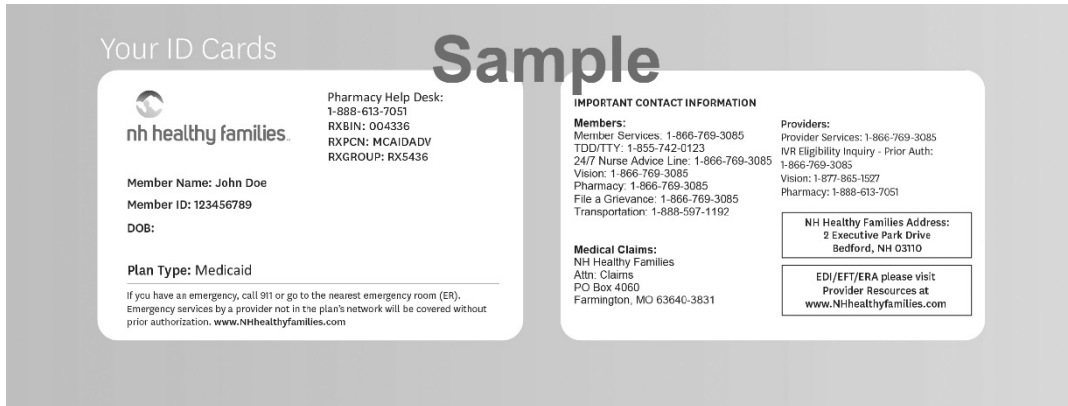 Your ID Cards
Sample
nh healthy families™
Pharmacy Help Desk:
1-888-613-7051
RXBIN: 004336
RXPCN: MCAIDADV
RXGROUP: RX5436
Member Name: John Doe
Member ID: 123456789
DOB:
Plan Type: Medicaid
If you have an emergency, call 911 or go to the nearest emergency room (ER).
Emergency services by a provider not in the plan's network will be covered without
prior authorization. www.NHhealthyfamilies.com
IMPORTANT CONTACT INFORMATION
Members:
Member Services: 1-866-769-3085
TDD/TTY: 1-855-742-0123
24/7 Nurse Advice Line: 1-866-769-3085
Vision: 1-866-769-3085
Pharmacy: 1-866-769-3085
File a Grievance: 1-866-769-3085
Transportation: 1-888-597-1192
Medical Claims:
NH Healthy Families
Attn: Claims
PO Box 4060
Farmington, MO 63640-3831
Providers:
Provider Services: 1-866-769-3085
IVR Eligibility Inquiry - Prior Auth:
1-866-769-3085
Vision: 1-877-865-1527
Pharmacy: 1-888-613-7051
NH Healthy Families Address:
2 Executive Park Drive
Bedford, NH 03110
EDI/EFT/ERA please visit
Provider Resources at
www.NHhealthyfamilies.com